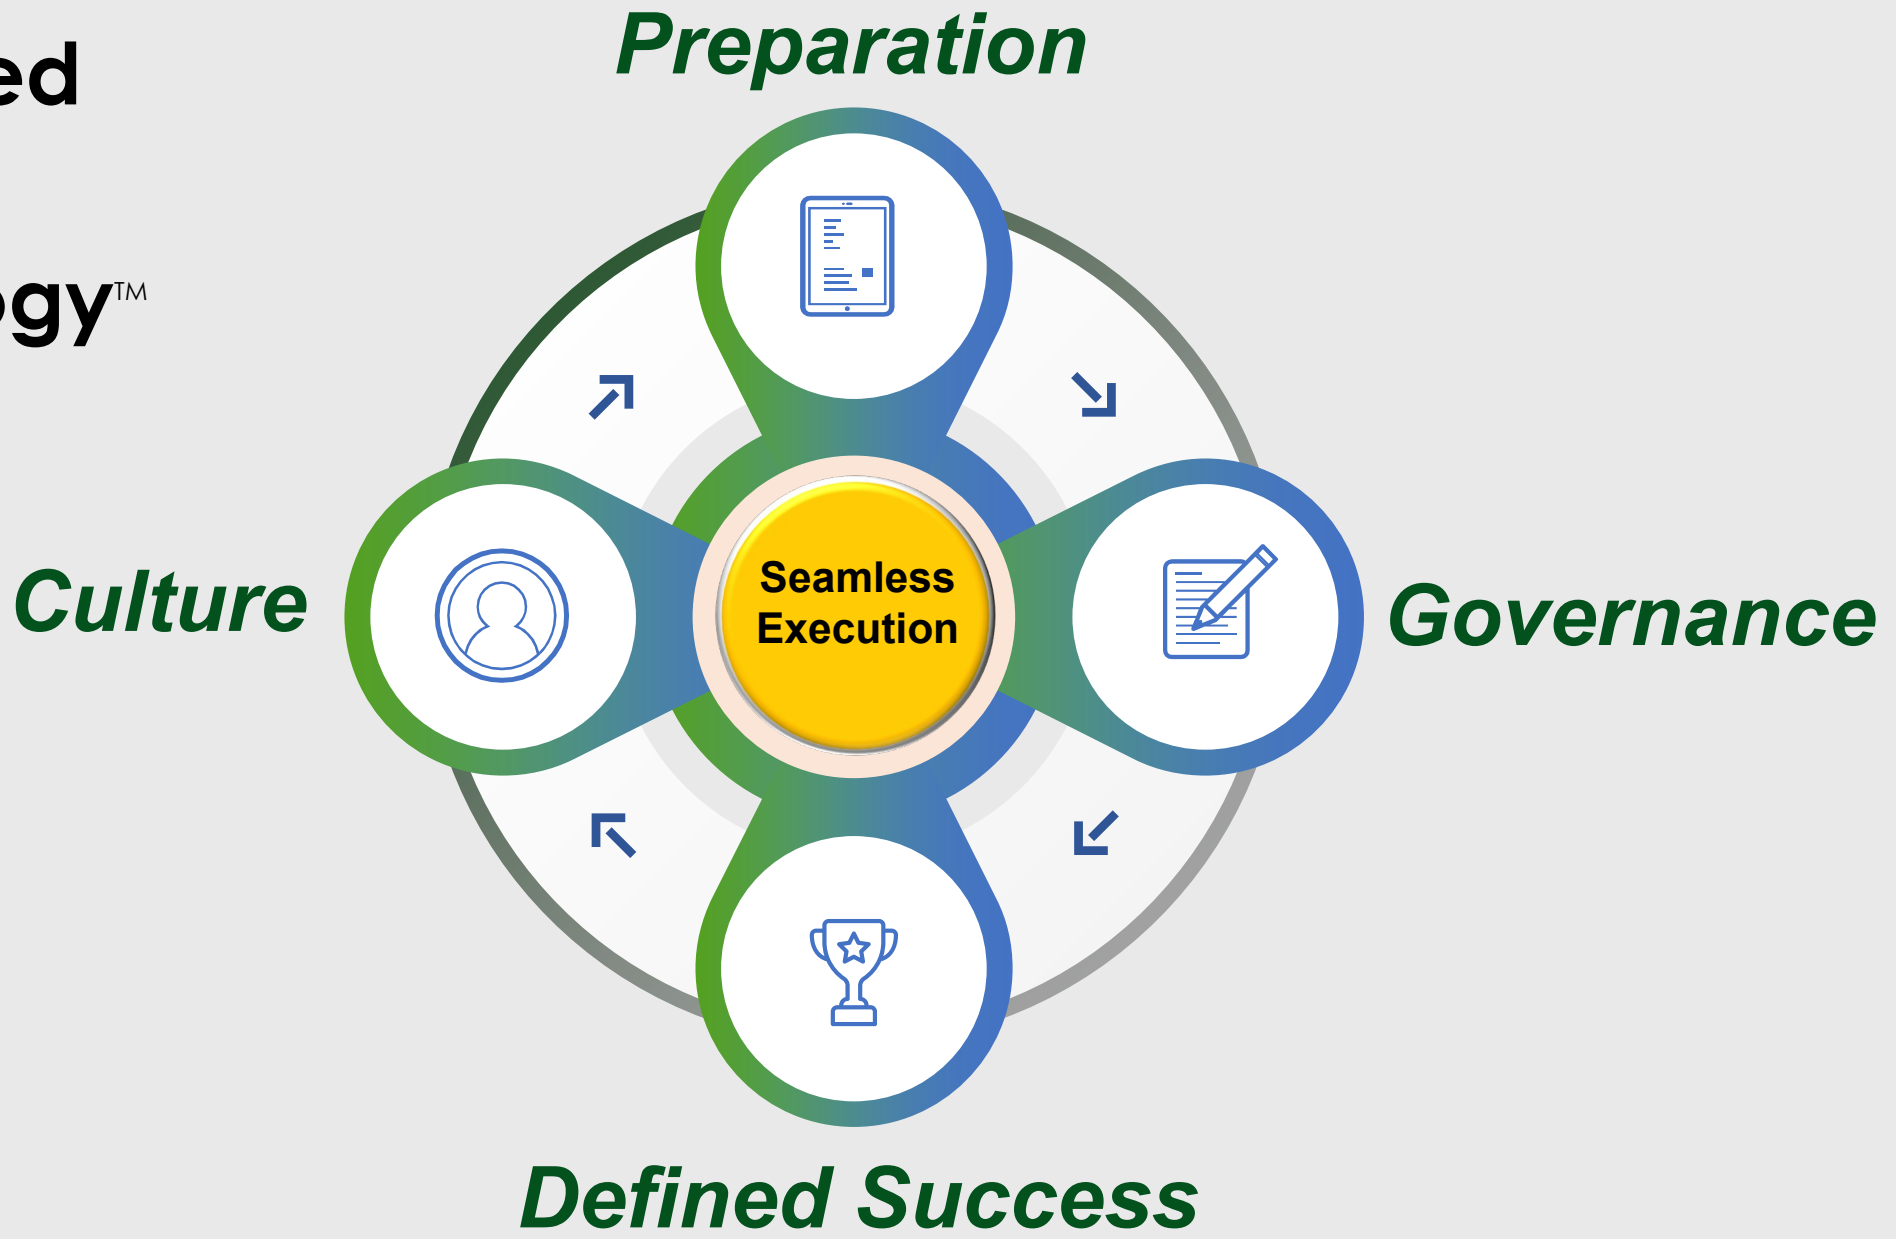 Preparation
ed
ogy™
Seamless
Execution
Culture
Governance
Defined Success